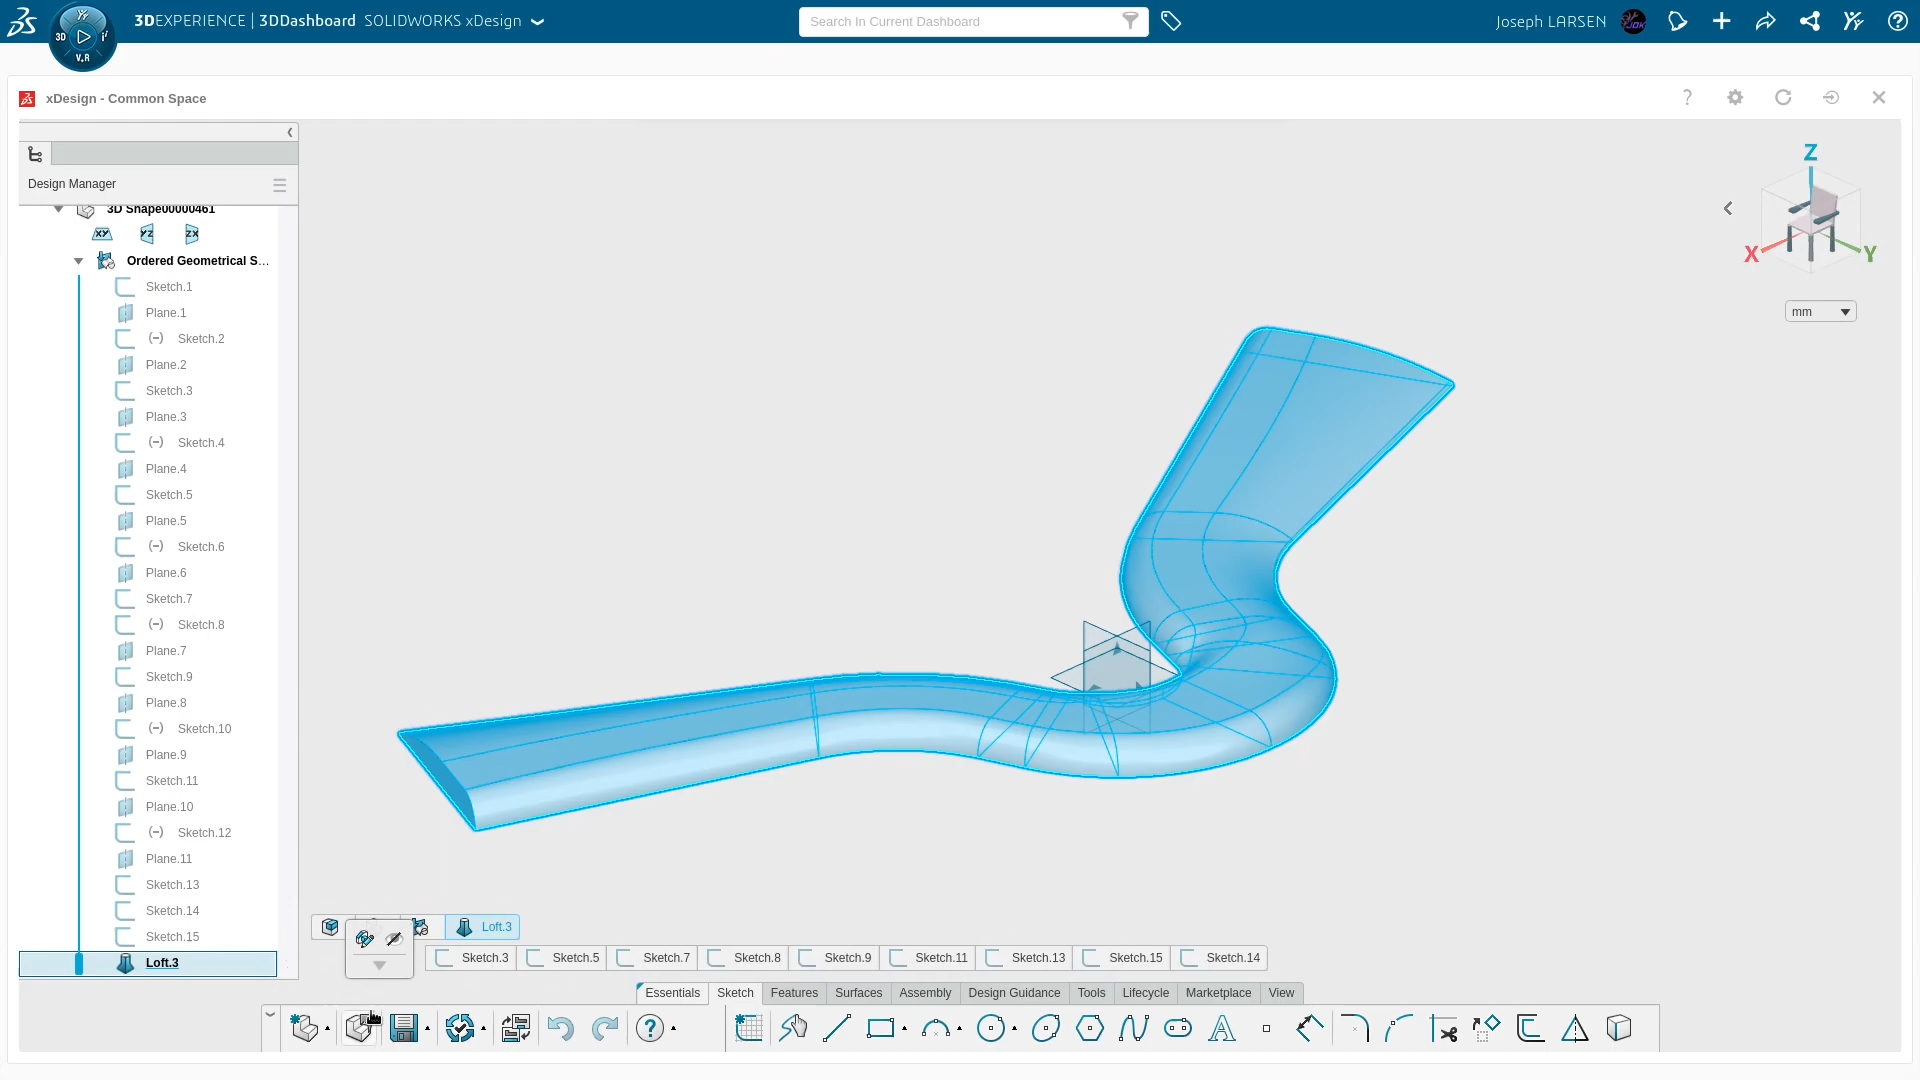 3DEXPERIENCE | 3DDashboard SOLIDWORKS xDesign
Search In Current Dashboard
Joseph LARSEN
3D
V.R
xDesign - Common Space
Design Manager
3D Shape00000461
XY YZ ZX
Ordered Geometrical S...
Sketch.1
Plane.1
(-) Sketch.2
Plane.2
Sketch.3
Plane.3
(-) Sketch.4
Plane.4
Sketch.5
Plane.5
(-) Sketch.6
Plane.6
Sketch.7
(-) Sketch.8
Plane.7
Sketch.9
Plane.8
(-) Sketch.10
Plane.9
Sketch.11
Plane.10
(-) Sketch.12
Plane.11
Sketch.13
Sketch.14
Sketch.15
Loft.3
Z
X
Y
mm
Loft.3
Sketch.3 Sketch.5 Sketch.7 Sketch.8 Sketch.9 Sketch.11 Sketch.13 Sketch.15 Sketch.14
Essentials Sketch Features Surfaces Assembly Design Guidance Tools Lifecycle Marketplace View